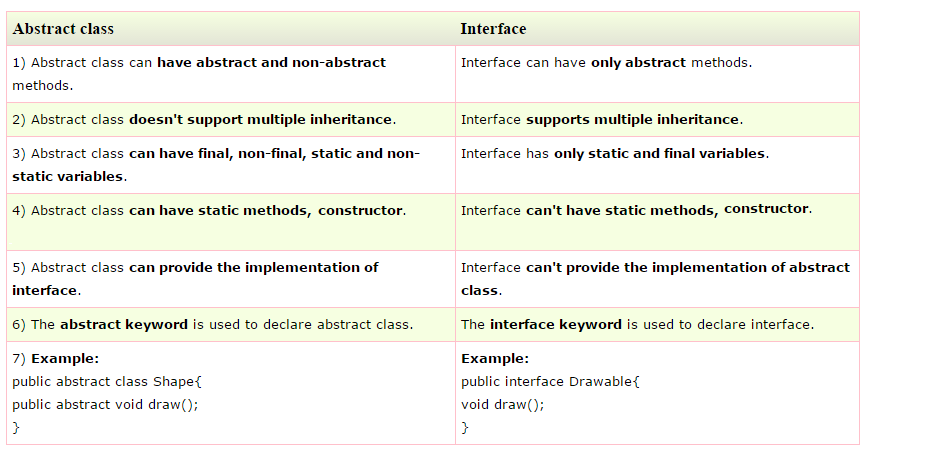 Abstract class
Interface
1) Abstract class can have abstract and non-abstract
methods.
Interface can have only abstract methods.
2) Abstract class doesn't support multiple inheritance.
Interface supports multiple inheritance.
3) Abstract class can have final, non-final, static and non-
static variables.
Interface has only static and final variables.
4) Abstract class can have static methods, constructor.
Interface can't have static methods, constructor.
5) Abstract class can provide the implementation of
interface.
Interface can't provide the implementation of abstract
class.
6) The abstract keyword is used to declare abstract class.
The interface keyword is used to declare interface.
7) Example:
public abstract class Shape{
public abstract void draw();
}
Example:
public interface Drawable{
void draw();
}